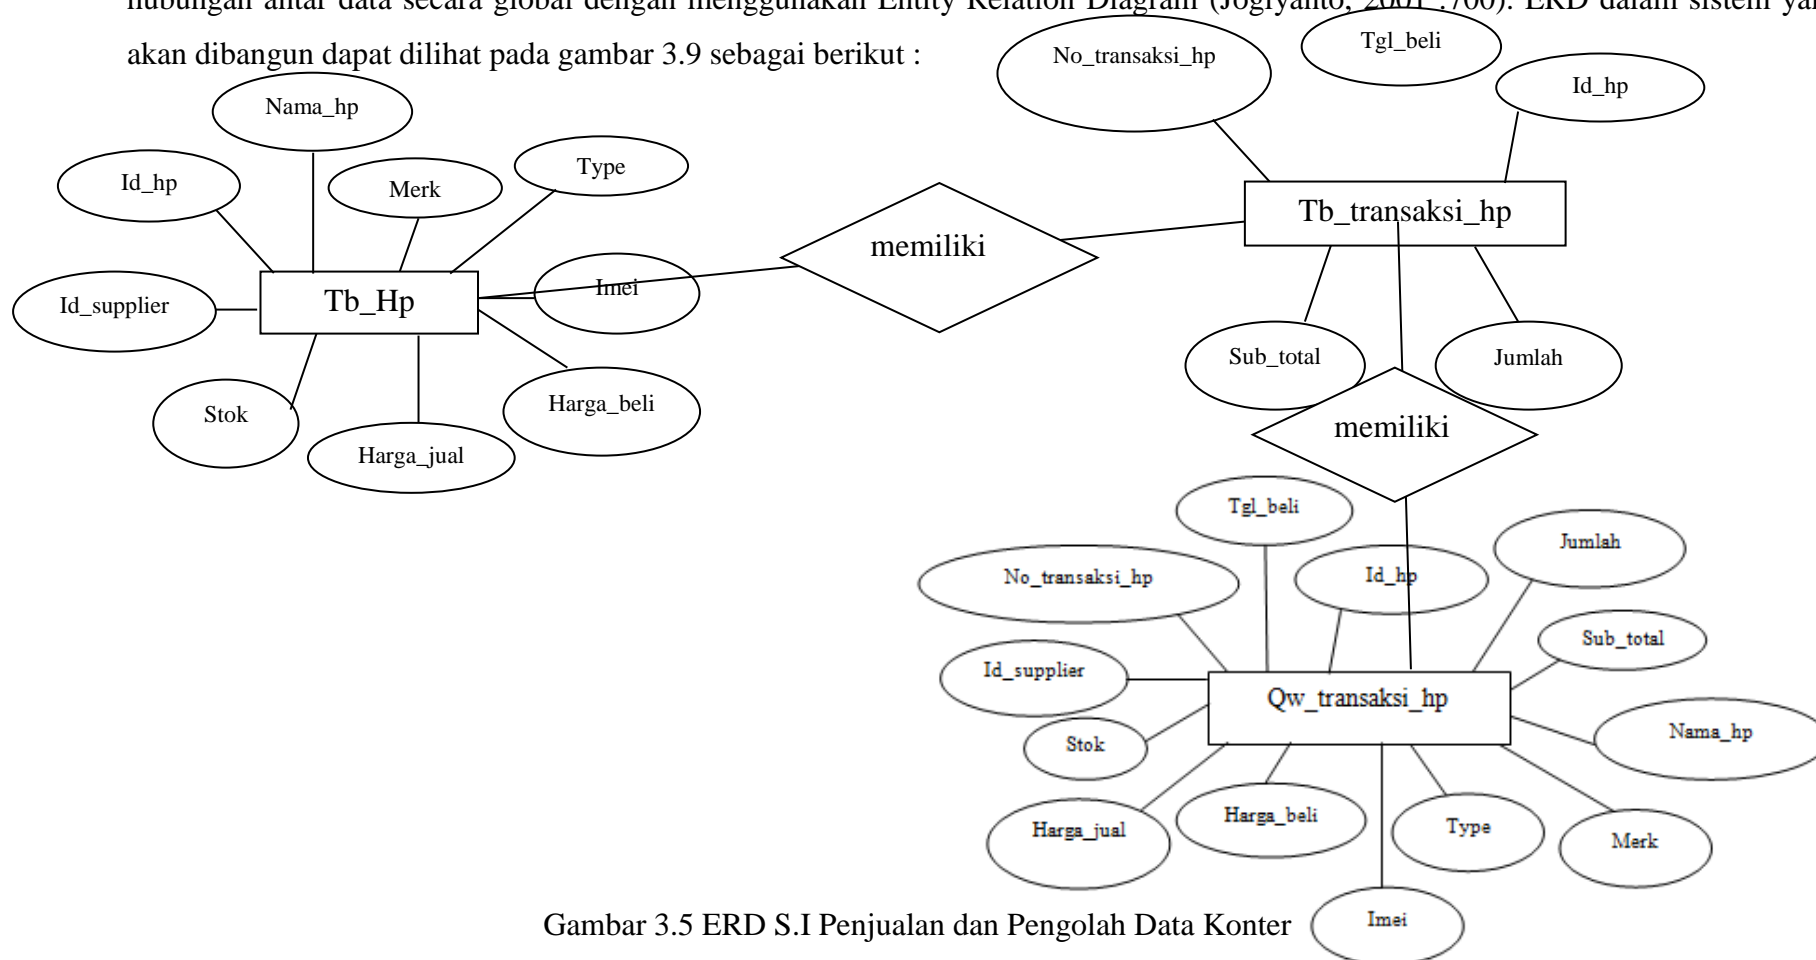 hubungan antar data secara global dengan menggunakan Entity Relation Diagram (Jogiyanto, 2001 :700). ERD dalam sistem yang
akan dibangun dapat dilihat pada gambar 3.9 sebagai berikut :
No_transaksi_hp
Tgl_beli
Id_hp
Nama_hp
Id_hp
Merk
Type
Tb_transaksi_hp
memiliki
Id_supplier
Tb_Hp
Imei
Sub_total
Jumlah
Stok
Harga_jual
Harga_beli
memiliki
Tgl_beli
Jumlah
No_transaksi_hp
Id_hp
Sub_total
Id_supplier
Qw_transaksi_hp
Nama_hp
Stok
Harga_jual
Harga_beli
Type
Merk
Imei
Gambar 3.5 ERD S.I Penjualan dan Pengolah Data Konter